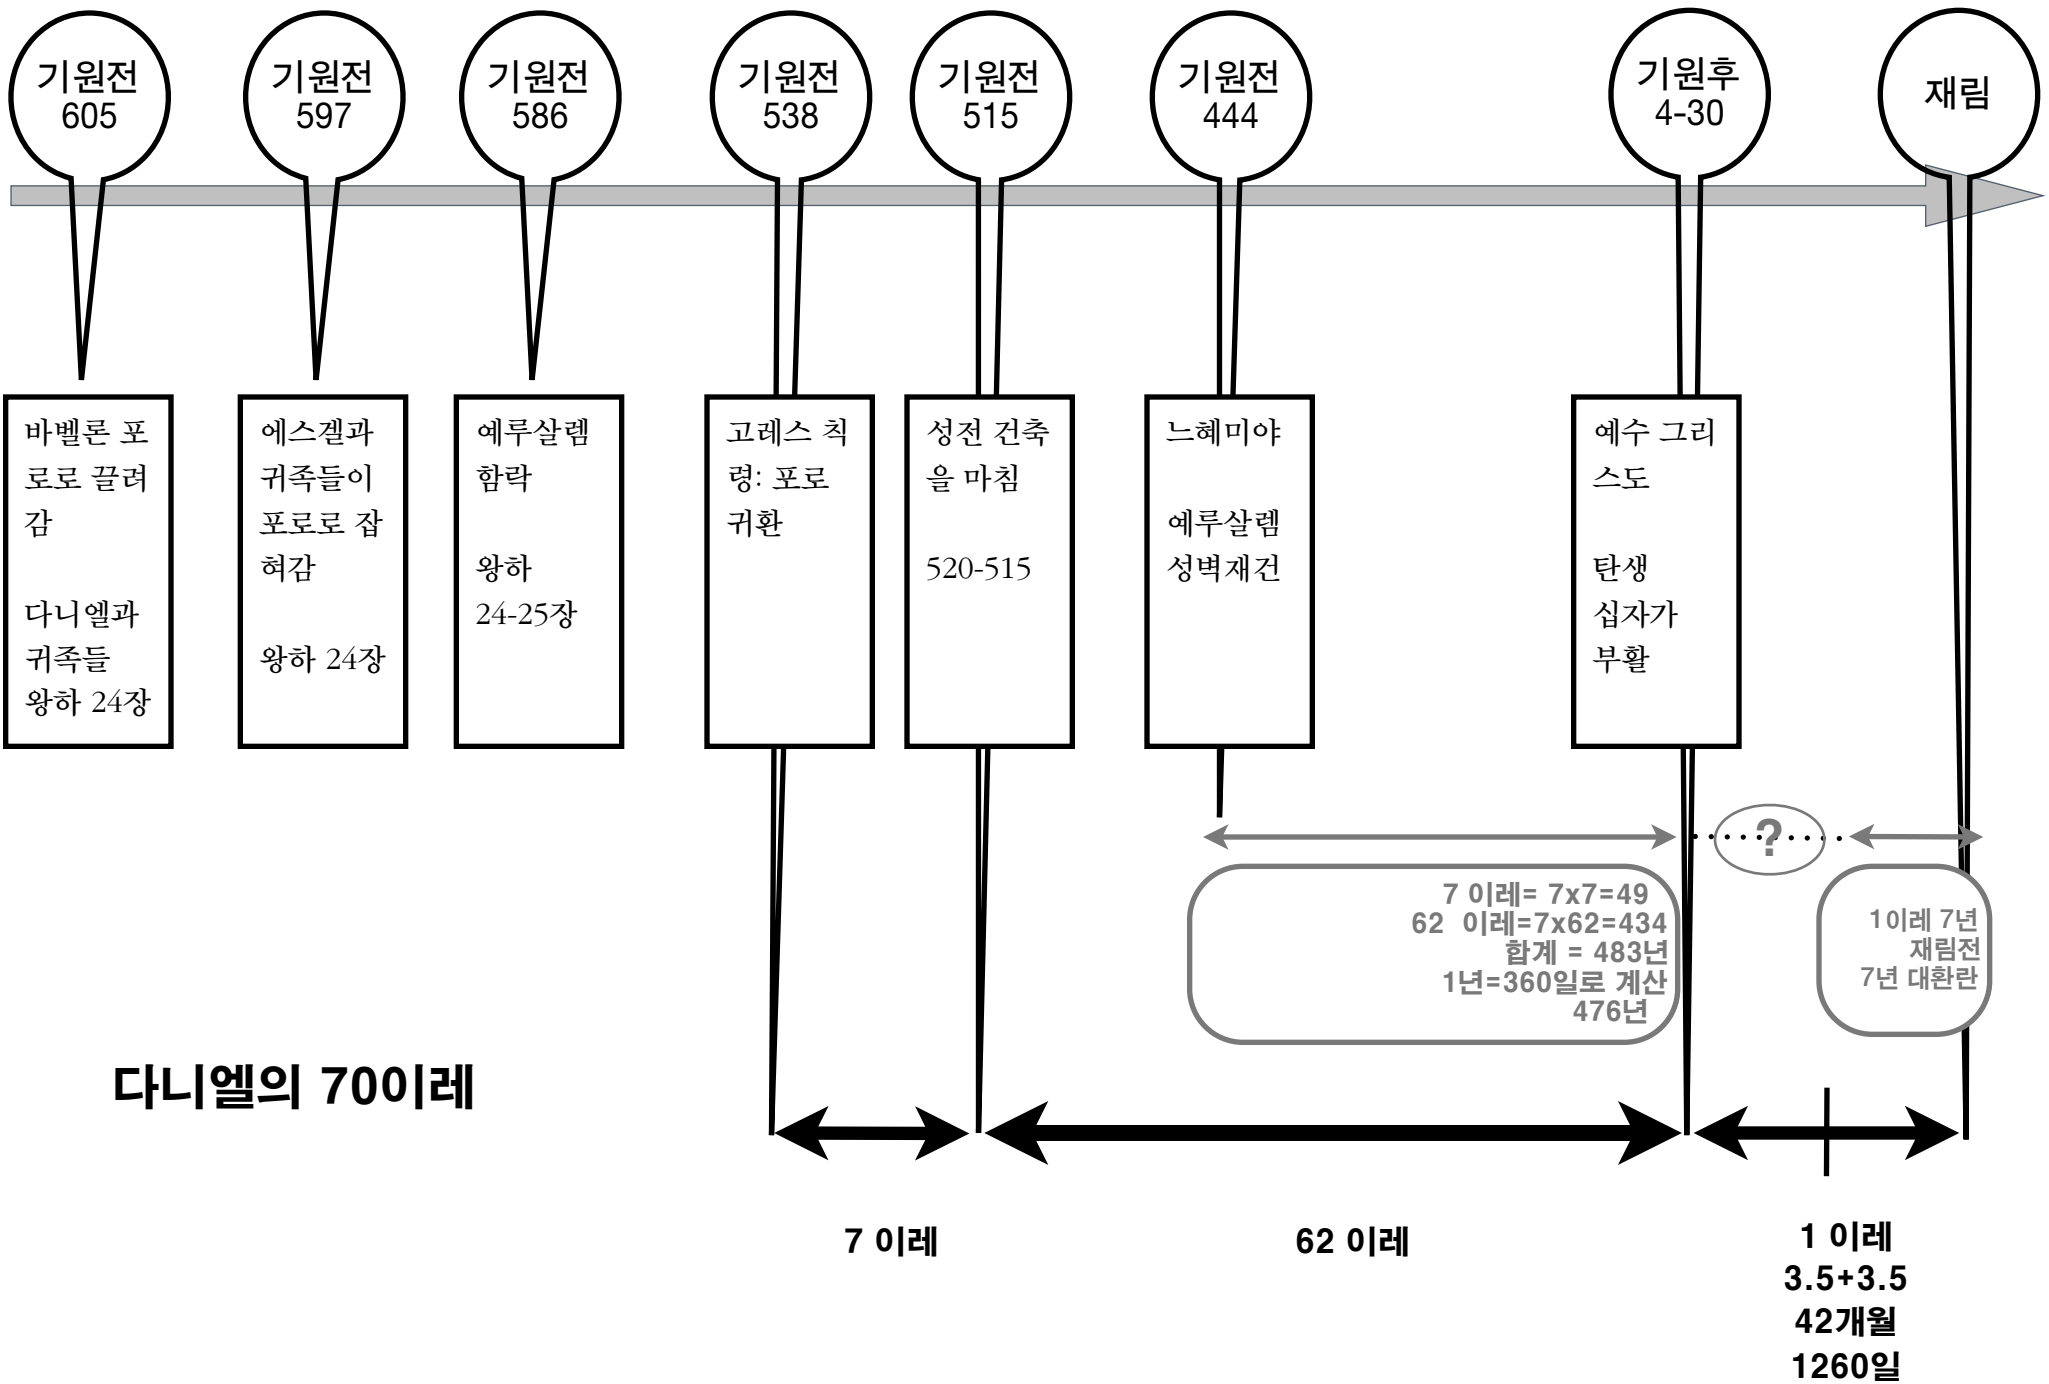 기원전
605
기원전
597
기원전
586
기원전
538
기원전
515
기원전
444
기원후
4-30
재림
바벨론 포
로로 끌려
감
다니엘과
귀족들
왕하 24장
에스겔과
귀족들이
포로로 잡
혀감
왕하 24장
예루살렘
함락
왕하
24-25장
고레스 칙
령: 포로
귀환
성전 건축
을 마침
520-515
느헤미야
예루살렘
성벽재건
예수 그리
스도
탄생
십자가
부활
?
7 이레= 7x7=49
62 이레=7x62=434
합계 = 483년
1년=360일로 계산
476년
1이레 7년
재림전
7년 대환란
다니엘의 70이레
7 이레
62 이레
1 이레
3.5+3.5
42개월
1260일